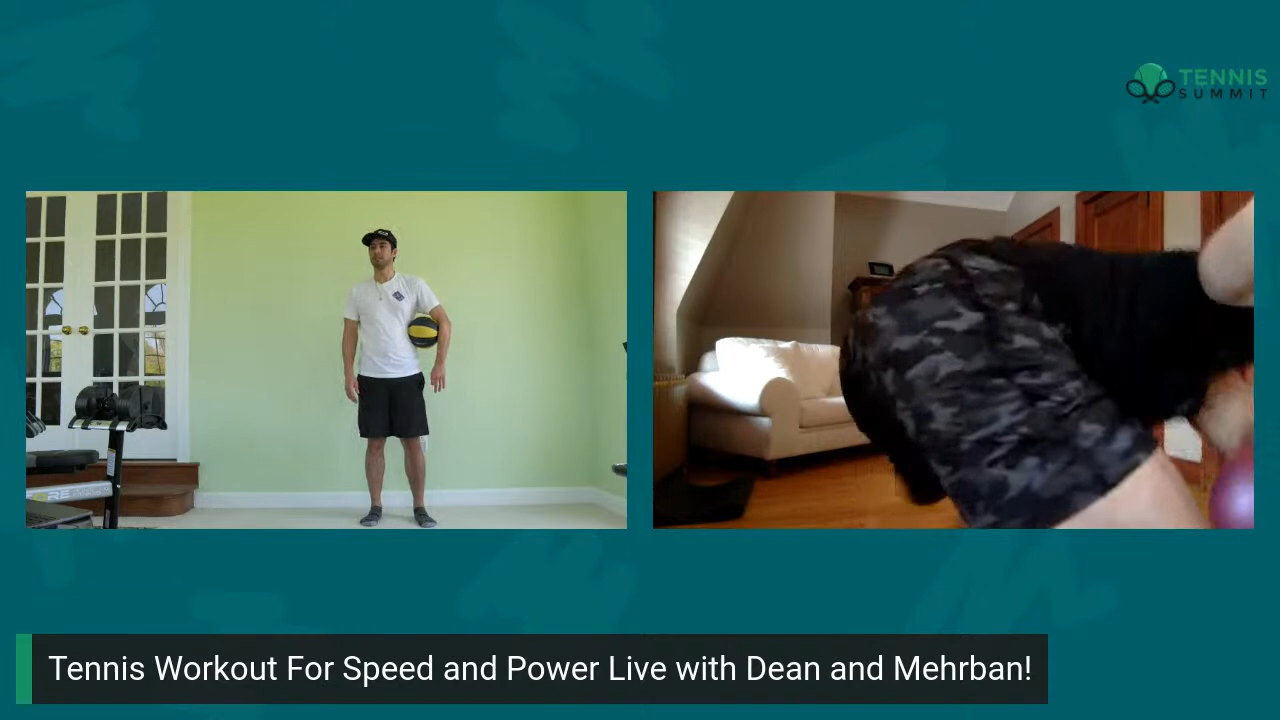 TENNIS
SUMMIT
Tennis Workout For Speed and Power Live with Dean and Mehrban!